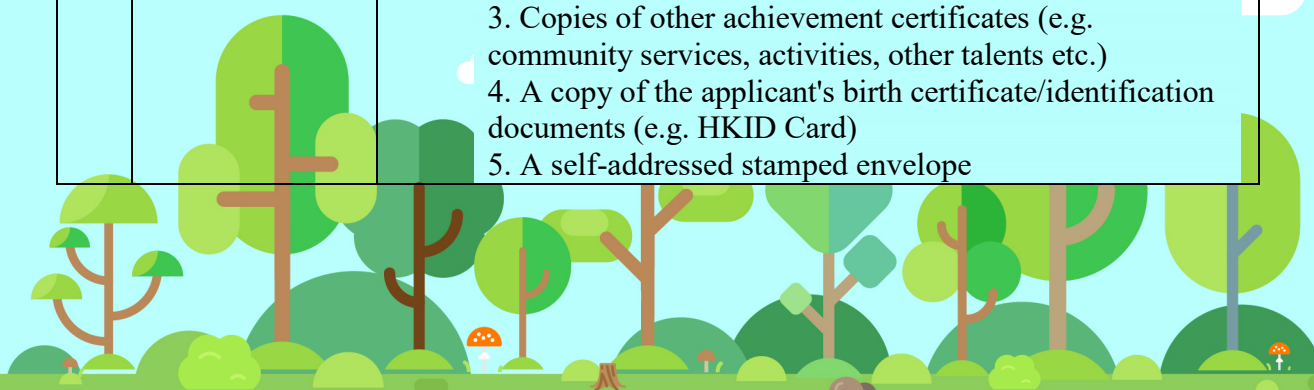 3. Copies of other achievement certificates (e.g.
community services, activities, other talents etc.)
4. A copy of the applicant's birth certificate/identification
documents (e.g. HKID Card)
5. A self-addressed stamped envelope